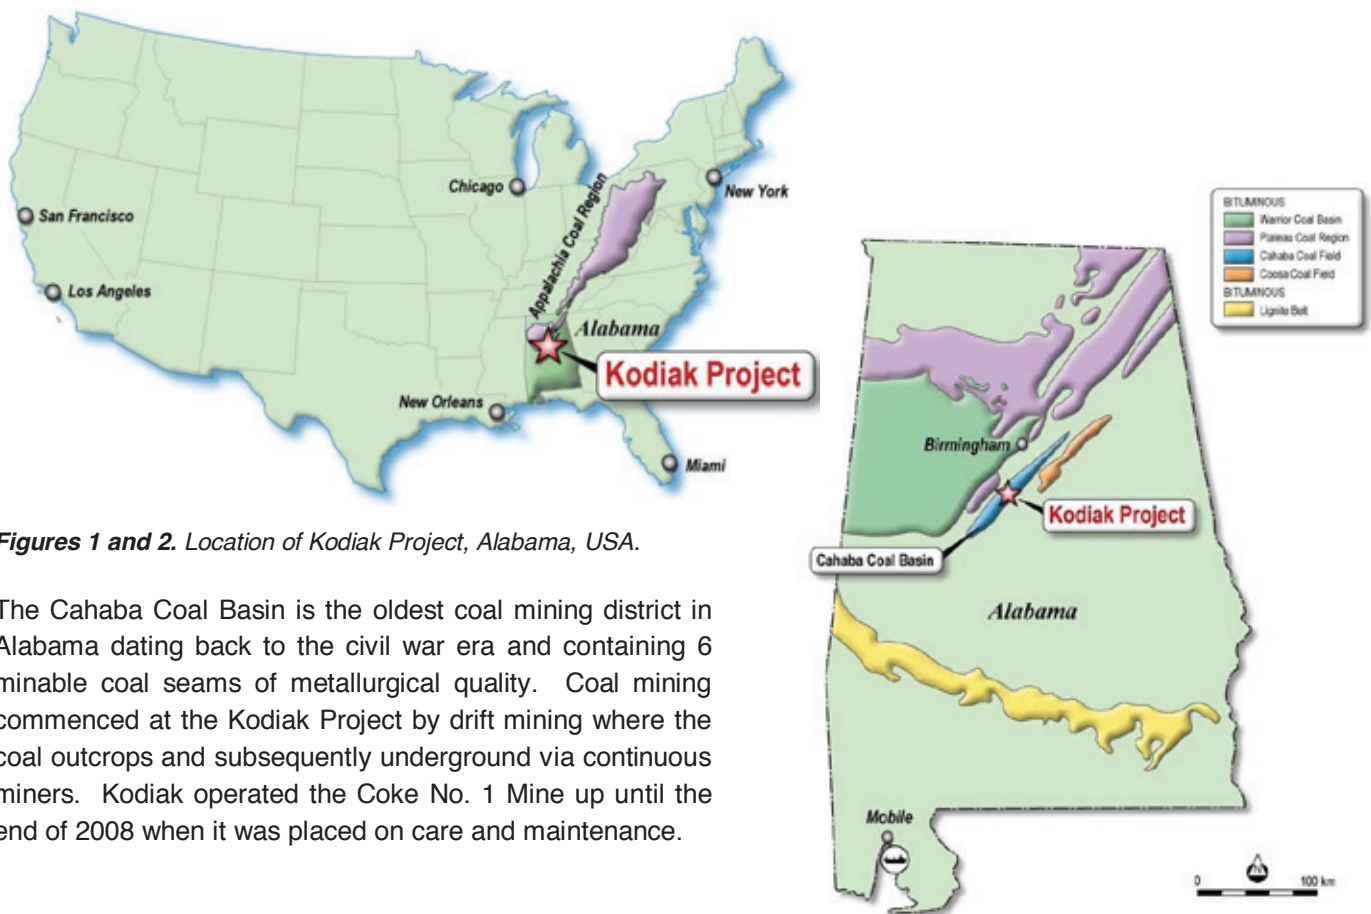 Chicago
New York
San Francisco
Appalachia Coal Region
Los Angeles
Alabama
Kodiak Project
New Orleans
Miami
BITUMINOUS
Warrior Coal Basin
Plateau Coal Region
Cahaba Coal Field
Coosa Coal Field
BITUMINOUS
Lignite Belt
Birmingham
Kodiak Project
Cahaba Coal Basin
Alabama
Mobile
N
0 100 km
Figures 1 and 2. Location of Kodiak Project, Alabama, USA.
The Cahaba Coal Basin is the oldest coal mining district in
Alabama dating back to the civil war era and containing 6
minable coal seams of metallurgical quality. Coal mining
commenced at the Kodiak Project by drift mining where the
coal outcrops and subsequently underground via continuous
miners. Kodiak operated the Coke No. 1 Mine up until the
end of 2008 when it was placed on care and maintenance.